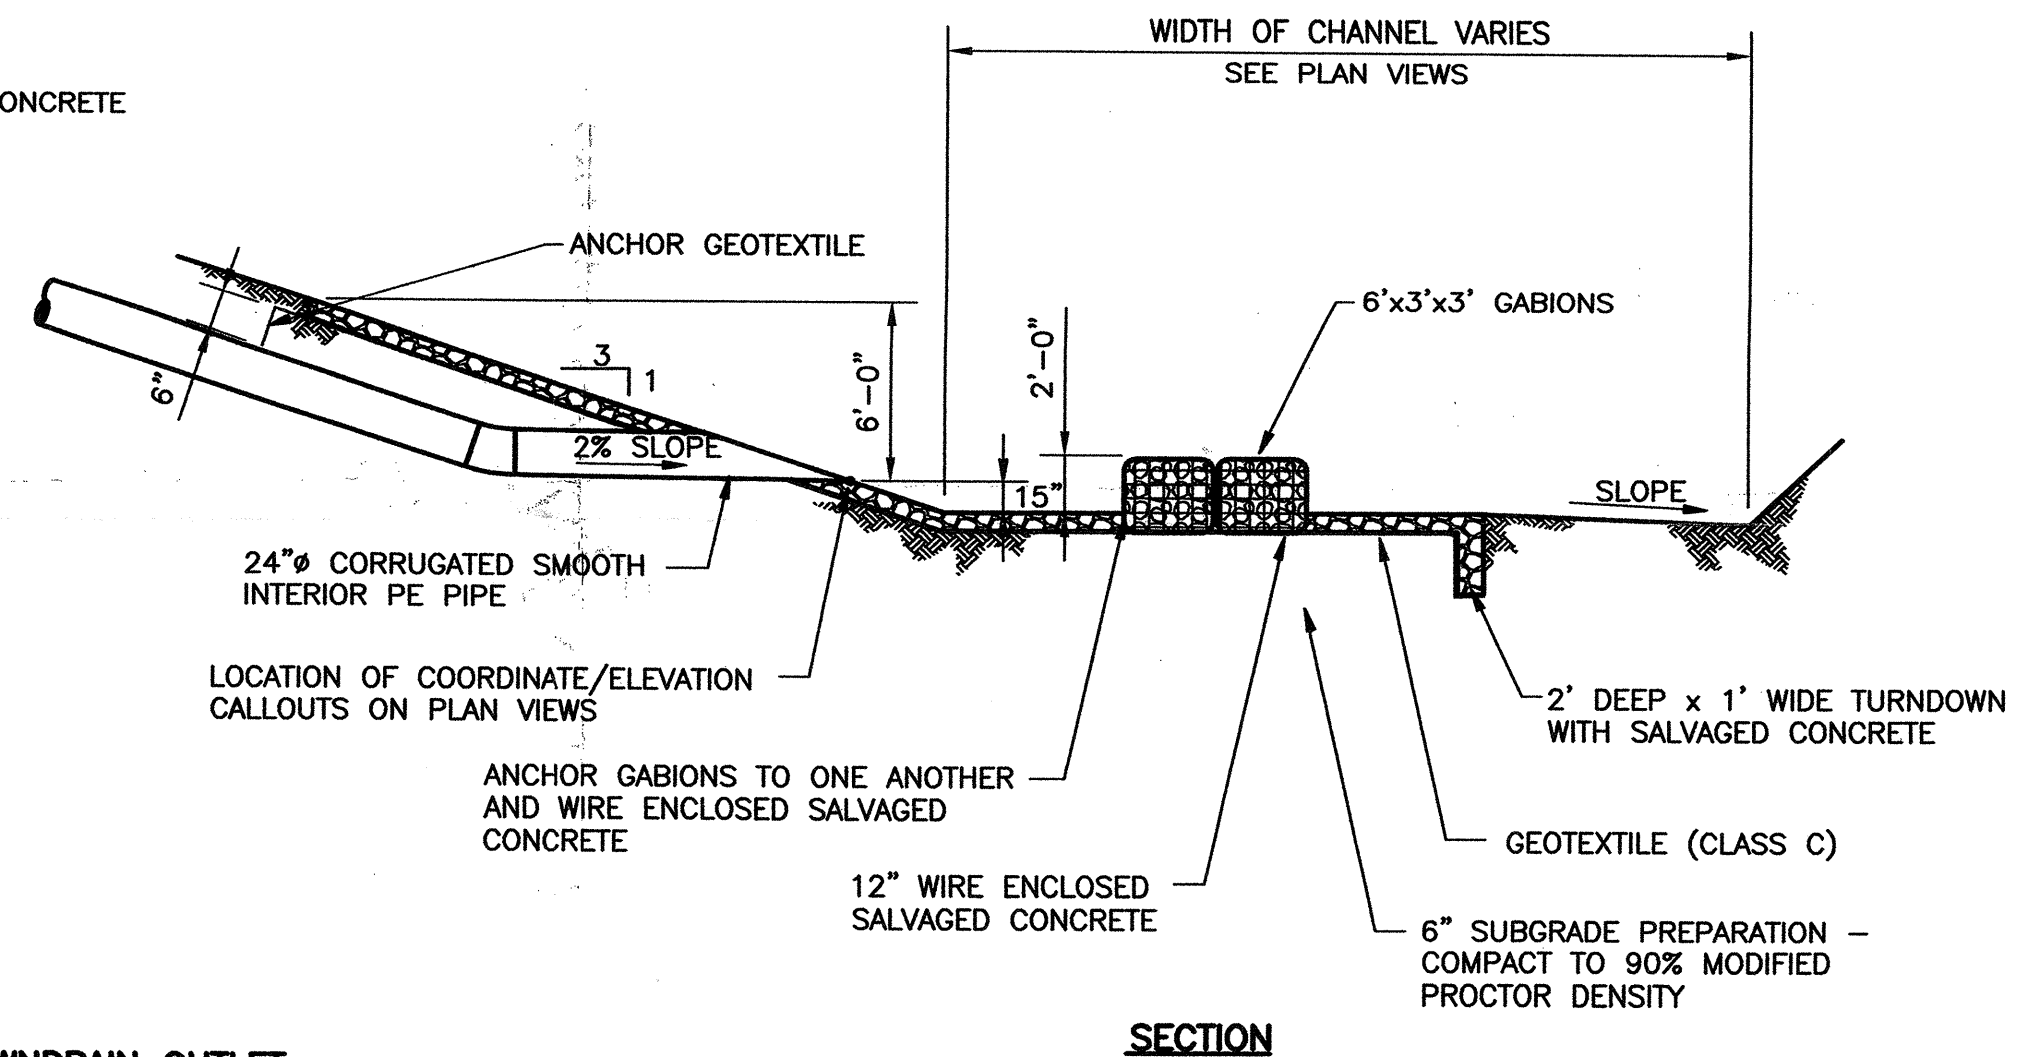 WIDTH OF CHANNEL VARIES
SEE PLAN VIEWS
ONCRETE
ANCHOR GEOTEXTILE
6'x3'x3' GABIONS
3
1
6'-0"
2'-0"
6"
2% SLOPE
15"
SLOPE
24"ø CORRUGATED SMOOTH
INTERIOR PE PIPE
LOCATION OF COORDINATE/ELEVATION
CALLOUTS ON PLAN VIEWS
2' DEEP x 1' WIDE TURNDOWN
WITH SALVAGED CONCRETE
ANCHOR GABIONS TO ONE ANOTHER
AND WIRE ENCLOSED SALVAGED
CONCRETE
GEOTEXTILE (CLASS C)
12" WIRE ENCLOSED
SALVAGED CONCRETE
6" SUBGRADE PREPARATION –
COMPACT TO 90% MODIFIED
PROCTOR DENSITY
SECTION
WNDRAIN OUTLET